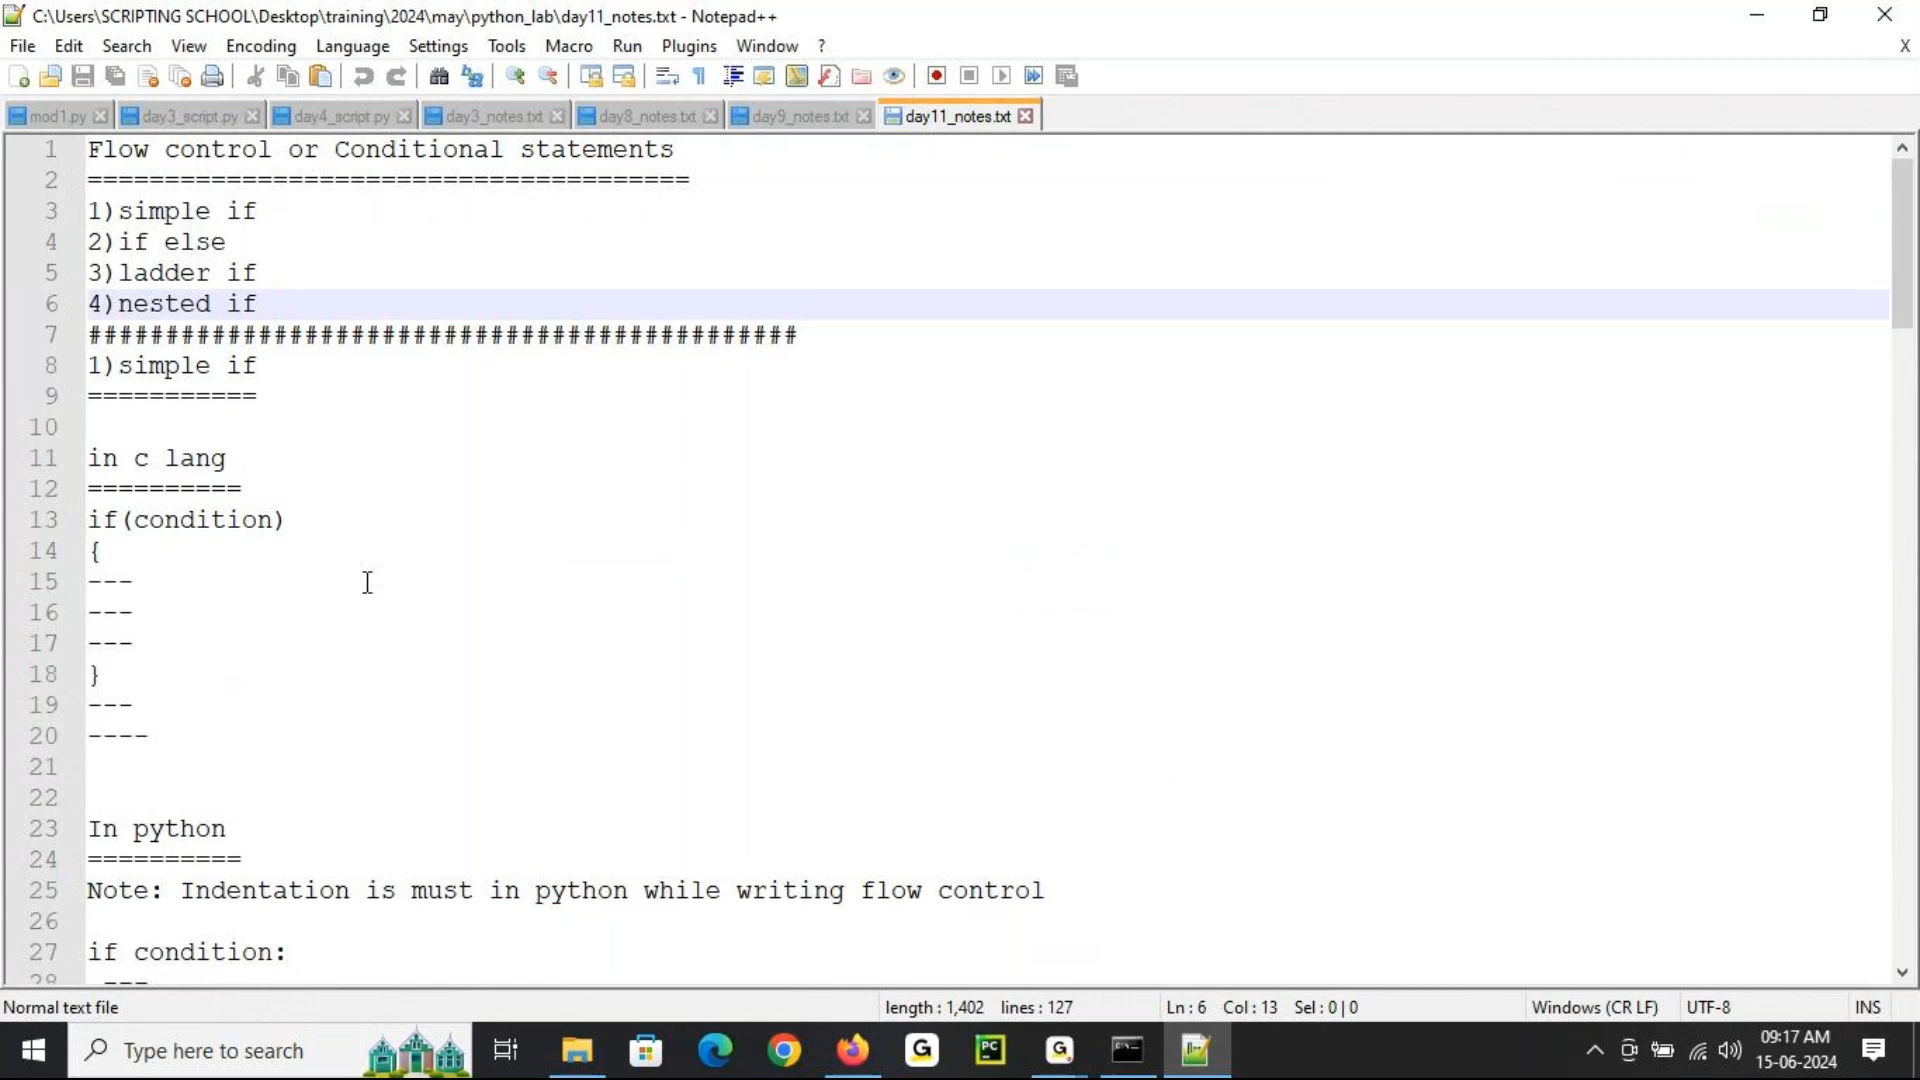 C:\Users\SCRIPTING SCHOOL\Desktop\training\2024\may\python_lab\day11_notes.txt - Notepad++
File Edit Search View Encoding Language Settings Tools Macro Run Plugins Window ? X
mod1.py day3_script.py day4_script.py day3_notes.txt day8_notes.txt day9_notes.txt day11_notes.txt
1 Flow control or Conditional statements
2 =======================================
3 1)simple if
4 2)if else
5 3)ladder if
6 4)nested if
7 ##############################################
8 1)simple if
9 ===========
10
11 in c lang
12 ==========
13 if(condition)
14 {
15 ---
16 ---
17 ---
18 }
19 ---
20 ----
21
22
23 In python
24 ==========
25 Note: Indentation is must in python while writing flow control
26
27 if condition:
28 ---
Normal text file length : 1,402 lines : 127 Ln : 6 Col : 13 Sel : 0 | 0 Windows (CR LF) UTF-8 INS
Type here to search
09:17 AM
15-06-2024